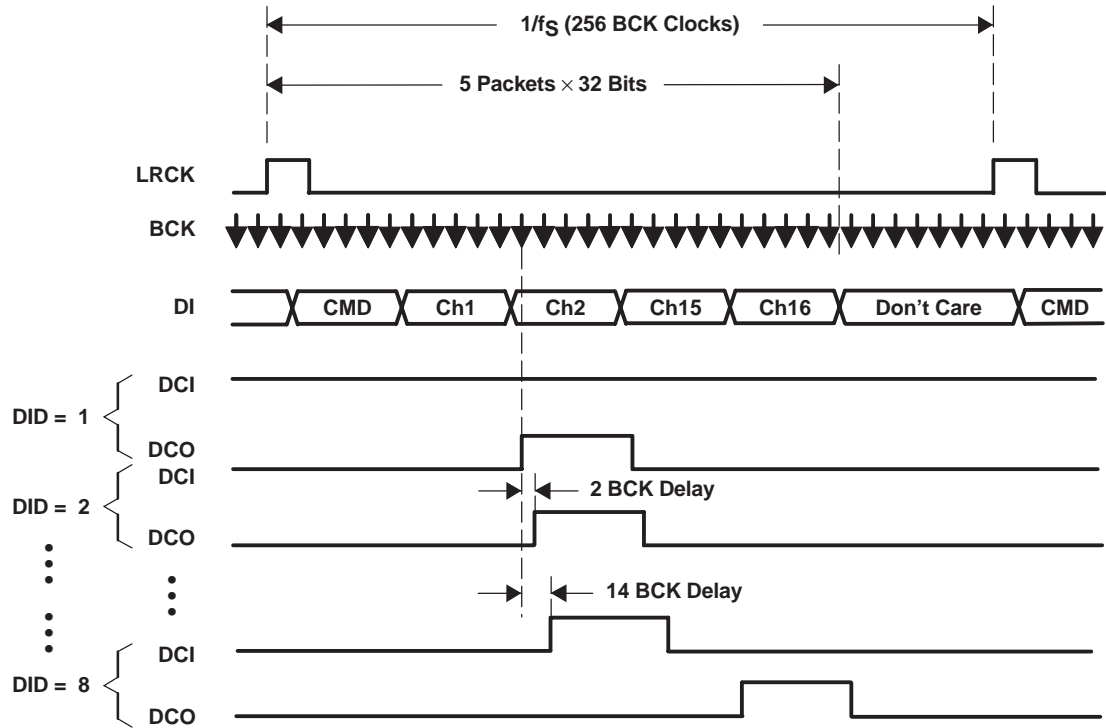 1/fS (256 BCK Clocks)
5 Packets × 32 Bits
LRCK
BCK
DI
CMD
Ch1
Ch2
Ch15
Ch16
Don't Care
CMD
DCI
DID = 1
DCO
DCI
2 BCK Delay
DID = 2
DCO
14 BCK Delay
DCI
DID = 8
DCO